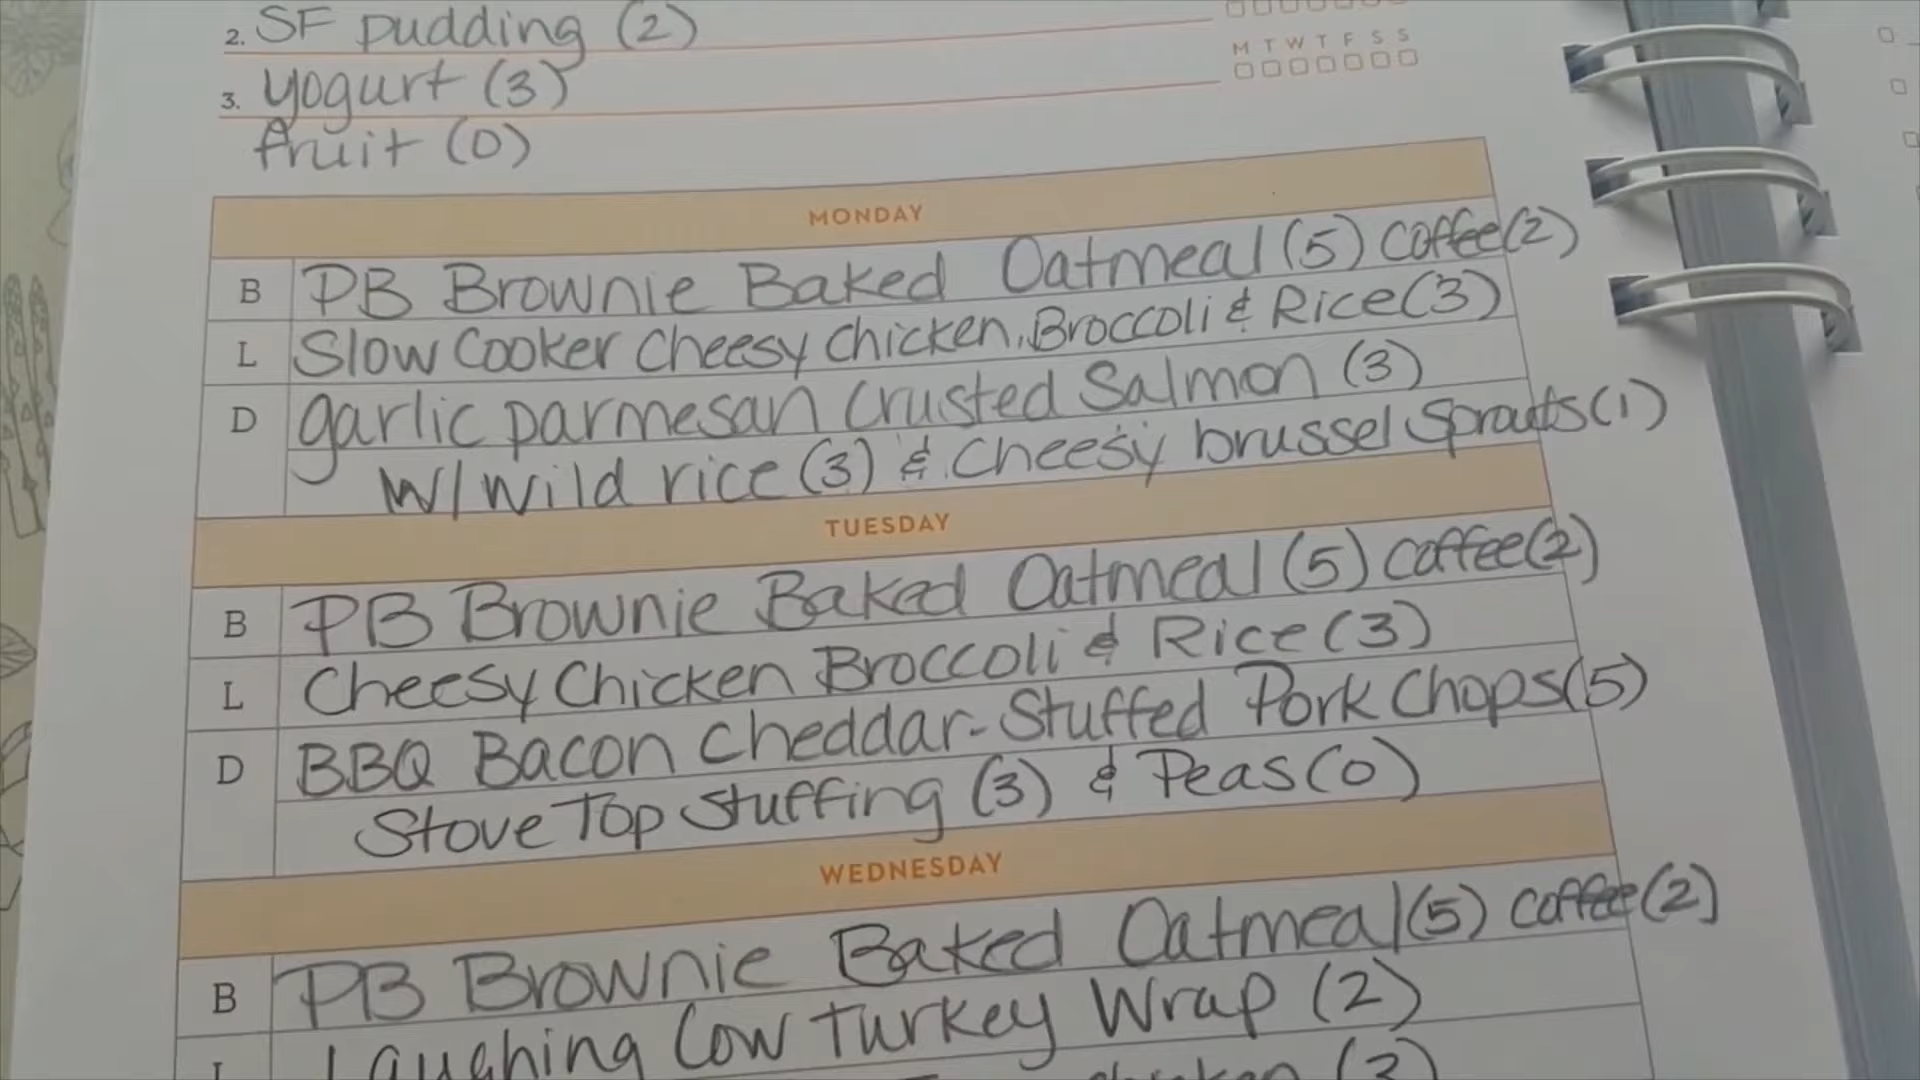 2. SF pudding (2)
M T W T F S S
3. yogurt (3)
fruit (0)
MONDAY
B PB Brownie Baked Oatmeal (5) Coffee (2)
L Slow Cooker Cheesy Chicken, Broccoli & Rice (3)
D garlic parmesan Crusted Salmon (3)
W/ Wild rice (3) & Cheesy brussel Sprouts (1)
TUESDAY
B PB Brownie Baked Oatmeal (5) Coffee (2)
L Cheesy Chicken Broccoli & Rice (3)
D BBQ Bacon Cheddar-Stuffed Pork Chops (5)
Stove Top Stuffing (3) & Peas (0)
WEDNESDAY
B PB Brownie Baked Oatmeal (5) Coffee (2)
L Laughing Cow Turkey Wrap (2)
chicken (3)